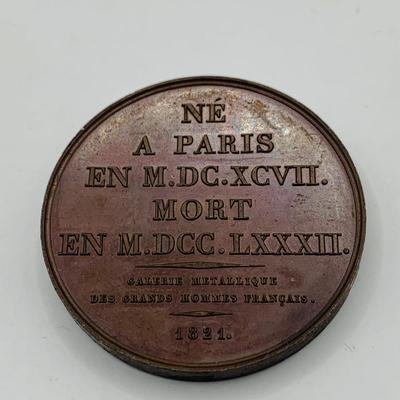 NÉ
A PARIS
EN M.DC.XCVII.
MORT
EN M.DCC.LXXXII.
GALERIE METALLIQUE
DES GRANDS HOMMES FRANÇAIS.
1821.